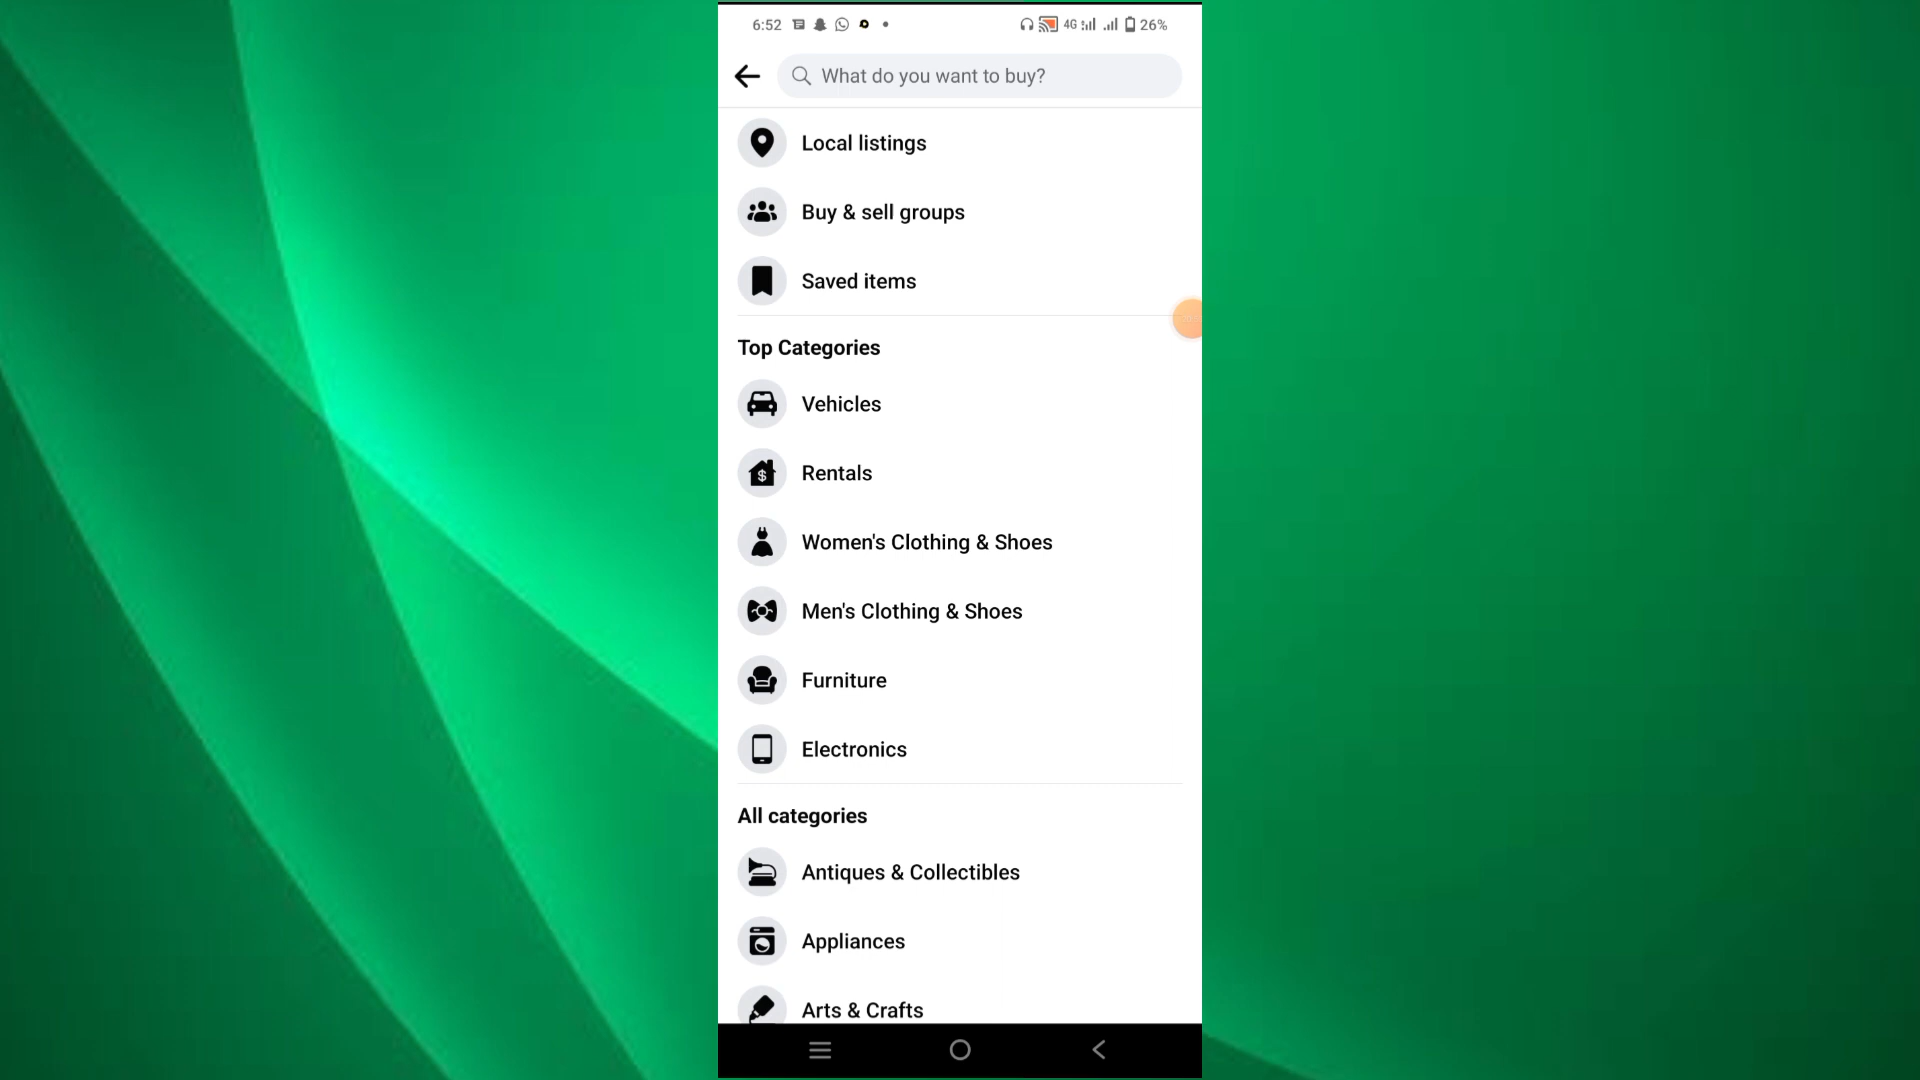 6:52 4G 26%
What do you want to buy?
Local listings
Buy & sell groups
Saved items
Top Categories
Vehicles
Rentals
Women's Clothing & Shoes
Men's Clothing & Shoes
Furniture
Electronics
All categories
Antiques & Collectibles
Appliances
Arts & Crafts